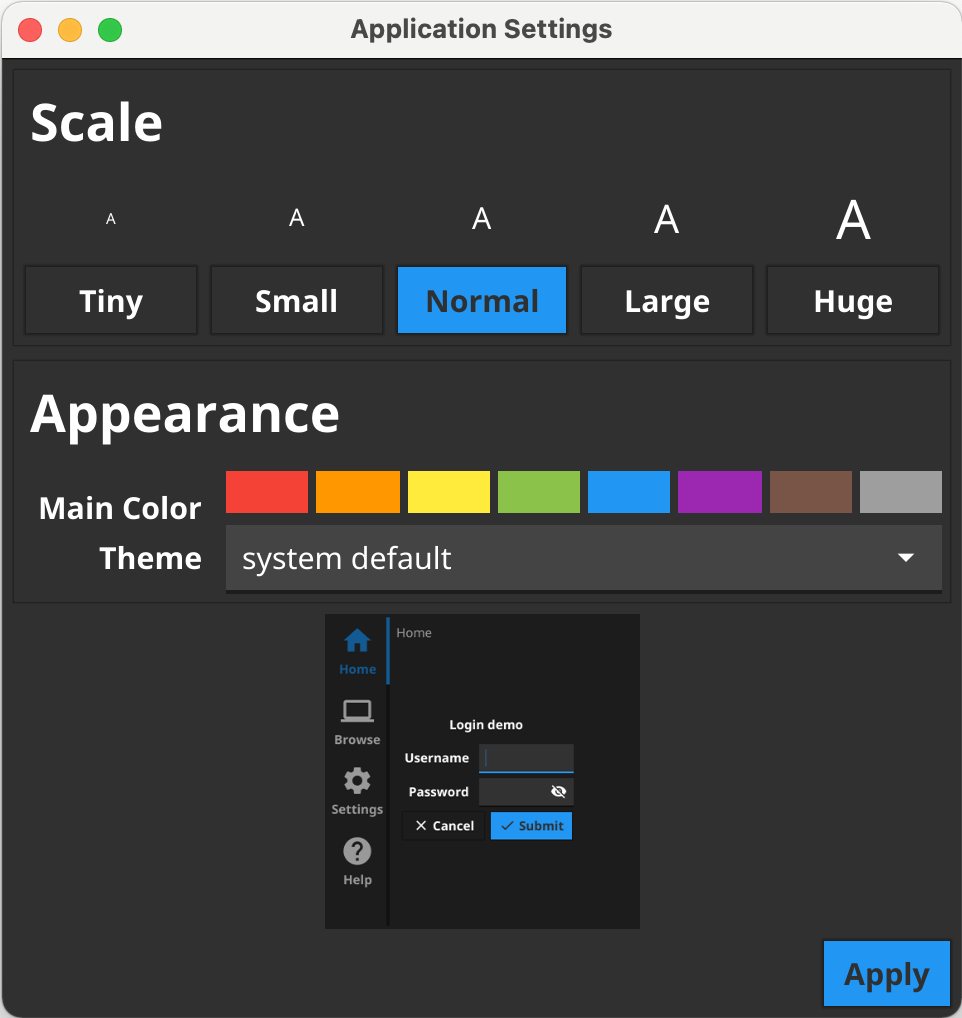 Application Settings
Scale
A A A A A
Tiny Small Normal Large Huge
Appearance
Main Color
Theme system default
Home
Home
Browse
Settings
Help
Login demo
Username
Password
Cancel Submit
Apply